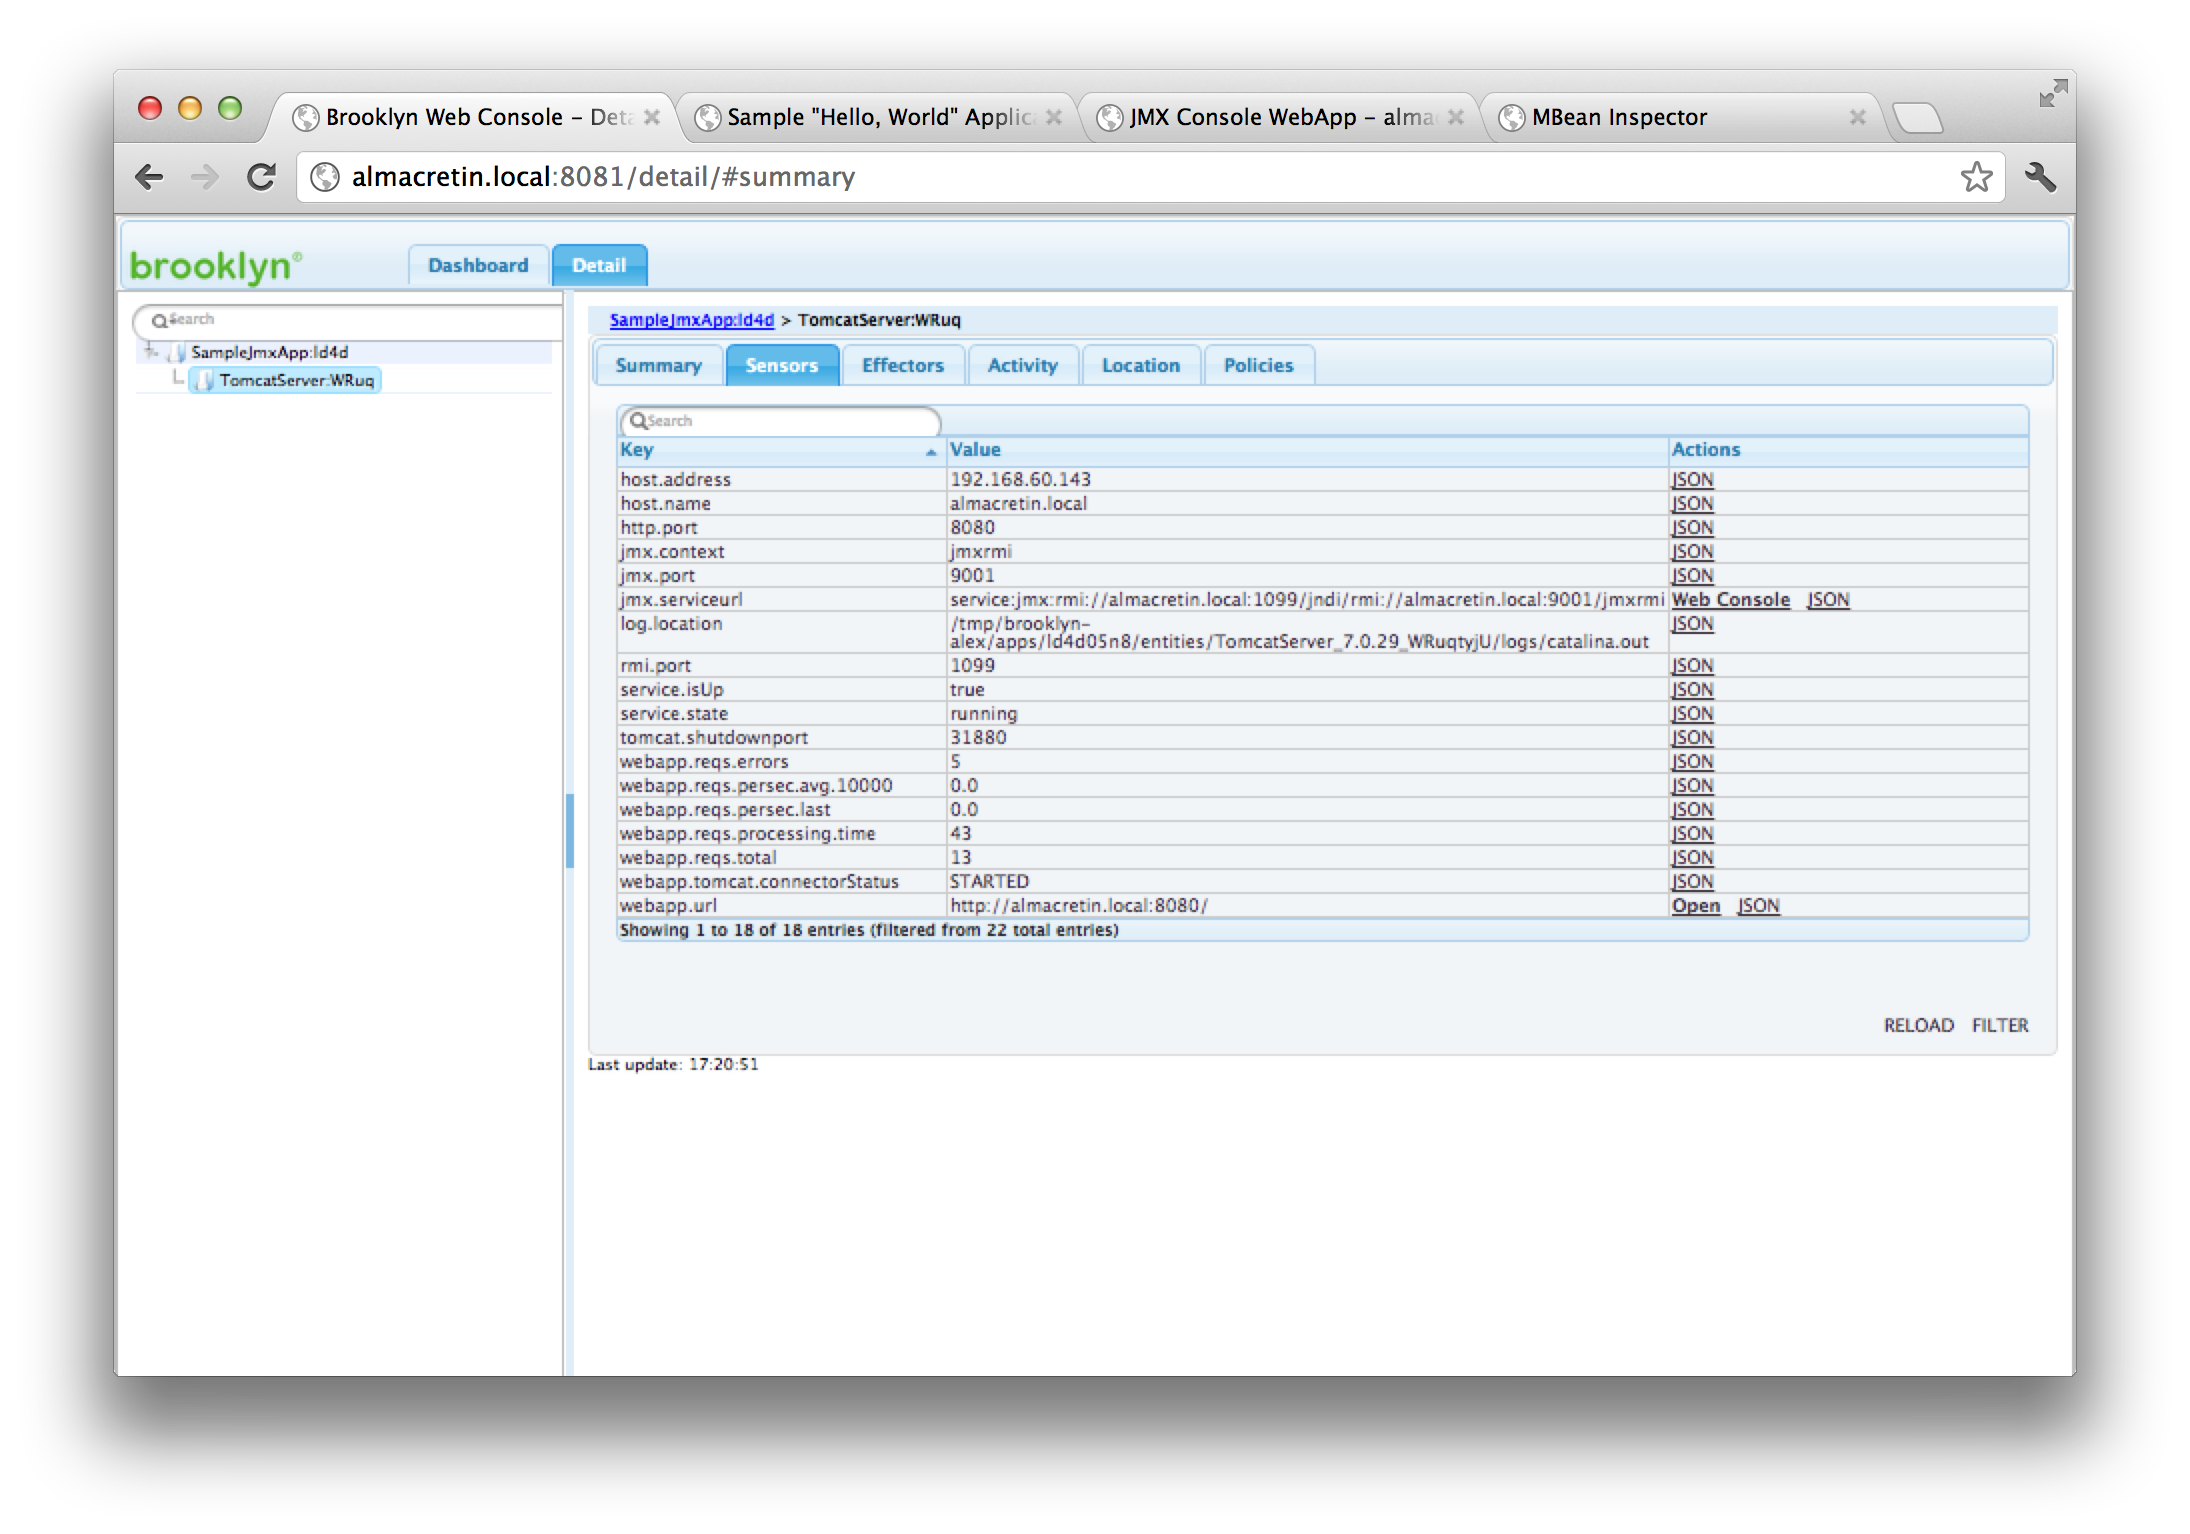 Brooklyn Web Console – Deta
Sample "Hello, World" Applica
JMX Console WebApp – alma
MBean Inspector
almacretin.local:8081/detail/#summary
brooklyn®
Dashboard
Detail
Search
SampleJmxApp:ld4d
TomcatServer:WRuq
SampleJmxApp:ld4d > TomcatServer:WRuq
Summary
Sensors
Effectors
Activity
Location
Policies
Search
Key Value Actions
host.address 192.168.60.143 JSON
host.name almacretin.local JSON
http.port 8080 JSON
jmx.context jmxrmi JSON
jmx.port 9001 JSON
jmx.serviceurl service:jmx:rmi://almacretin.local:1099/jndi/rmi://almacretin.local:9001/jmxrmi Web Console JSON
log.location /tmp/brooklyn- JSON
alex/apps/ld4d05n8/entities/TomcatServer_7.0.29_WRuqtyjU/logs/catalina.out
rmi.port 1099 JSON
service.isUp true JSON
service.state running JSON
tomcat.shutdownport 31880 JSON
webapp.reqs.errors 5 JSON
webapp.reqs.persec.avg.10000 0.0 JSON
webapp.reqs.persec.last 0.0 JSON
webapp.reqs.processing.time 43 JSON
webapp.reqs.total 13 JSON
webapp.tomcat.connectorStatus STARTED JSON
webapp.url http://almacretin.local:8080/ Open JSON
Showing 1 to 18 of 18 entries (filtered from 22 total entries)
RELOAD FILTER
Last update: 17:20:51